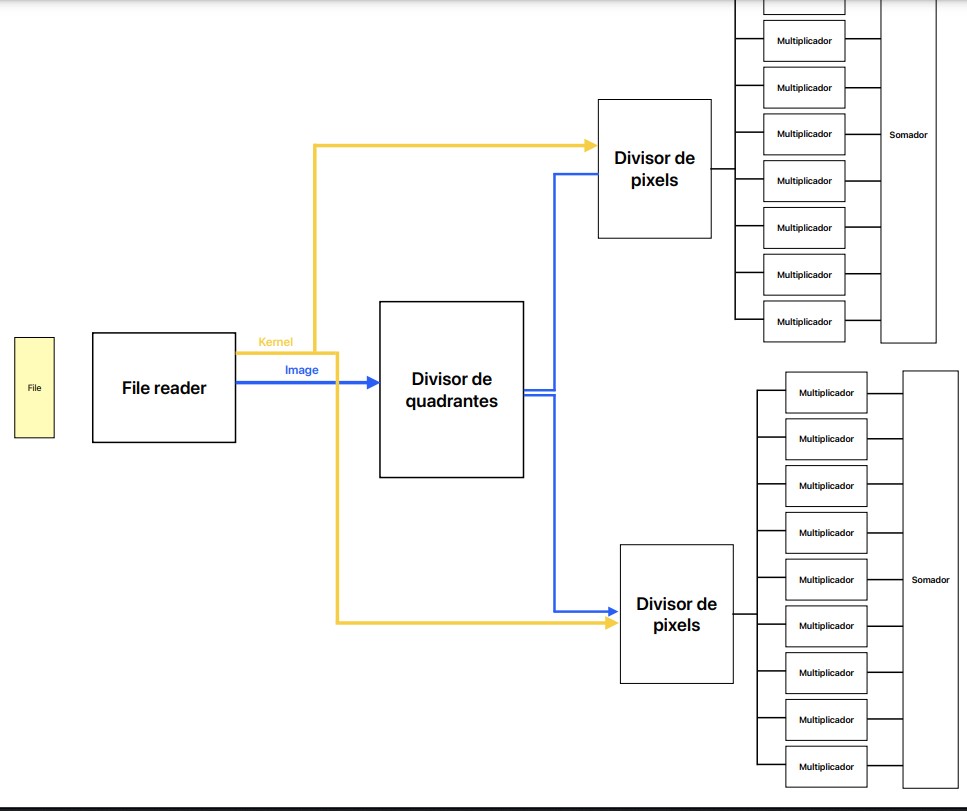 Multiplicador
Multiplicador
Multiplicador
Multiplicador
Multiplicador
Multiplicador
Multiplicador
Somador
Divisor de
pixels
Kernel
Image
File
File reader
Divisor de
quadrantes
Divisor de
pixels
Multiplicador
Multiplicador
Multiplicador
Multiplicador
Multiplicador
Multiplicador
Multiplicador
Multiplicador
Multiplicador
Somador